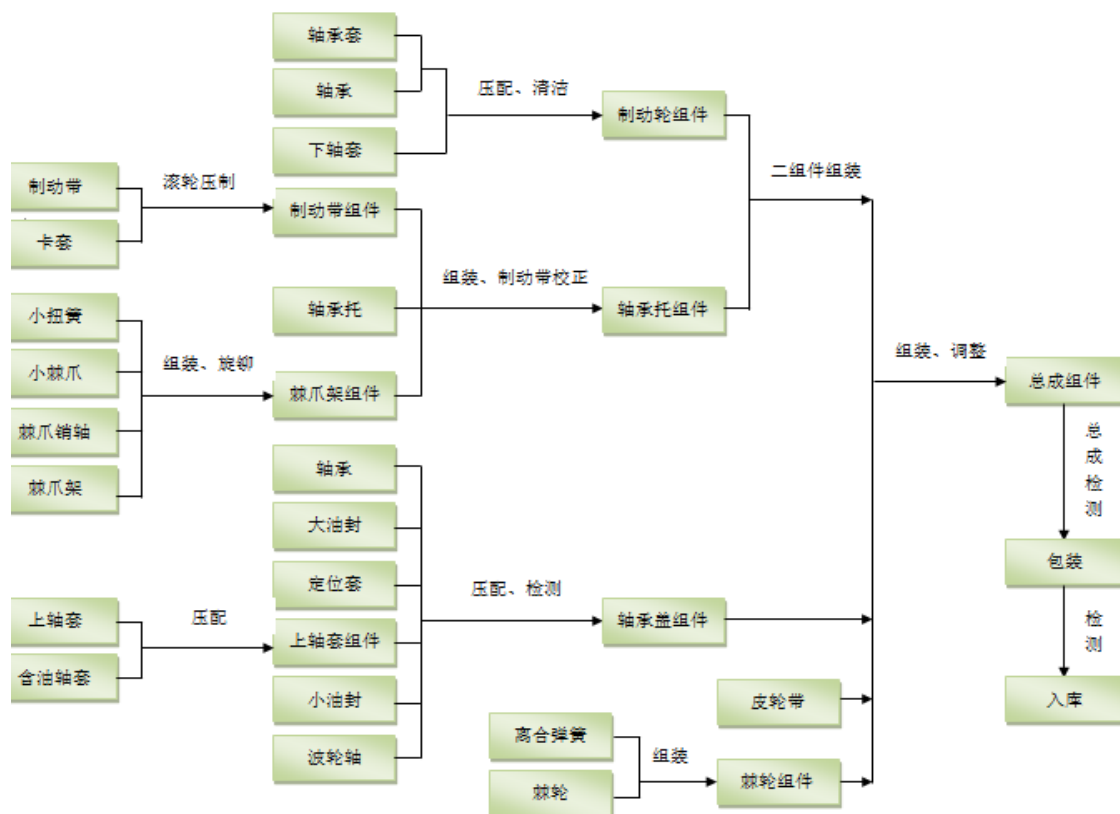 轴承套
轴承
压配、清洁
制动轮组件
下轴套
二组件组装
制动带
滚轮压制
制动带组件
卡套
组装、制动带校正
小扭簧
轴承托
轴承托组件
组装、调整
小棘爪
组装、旋铆
棘爪架组件
总成组件
棘爪销轴
总成检测
轴承
棘爪架
大油封
包装
定位套
压配、检测
上轴套
压配
轴承盖组件
检测
上轴套组件
含油轴套
小油封
皮轮带
入库
离合弹簧
波轮轴
组装
棘轮组件
棘轮